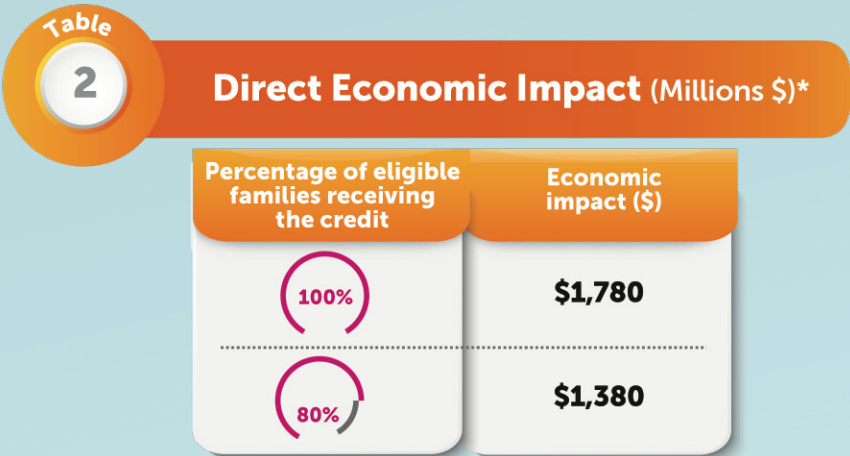 Table
2
Direct Economic Impact (Millions $)*
Percentage of eligible
families receiving
the credit
Economic
impact ($)
100%
$1,780
80%
$1,380